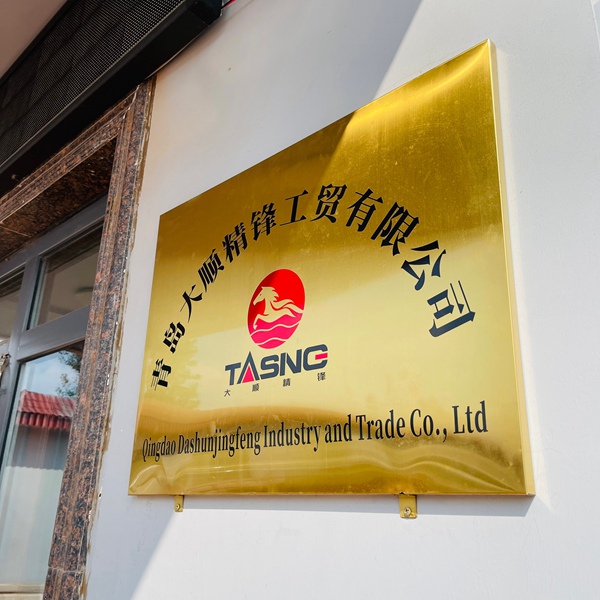 青岛大顺精锋工贸有限公司
TASNG
大顺精锋
Qingdao Dashunjingfeng Industry and Trade Co., Ltd